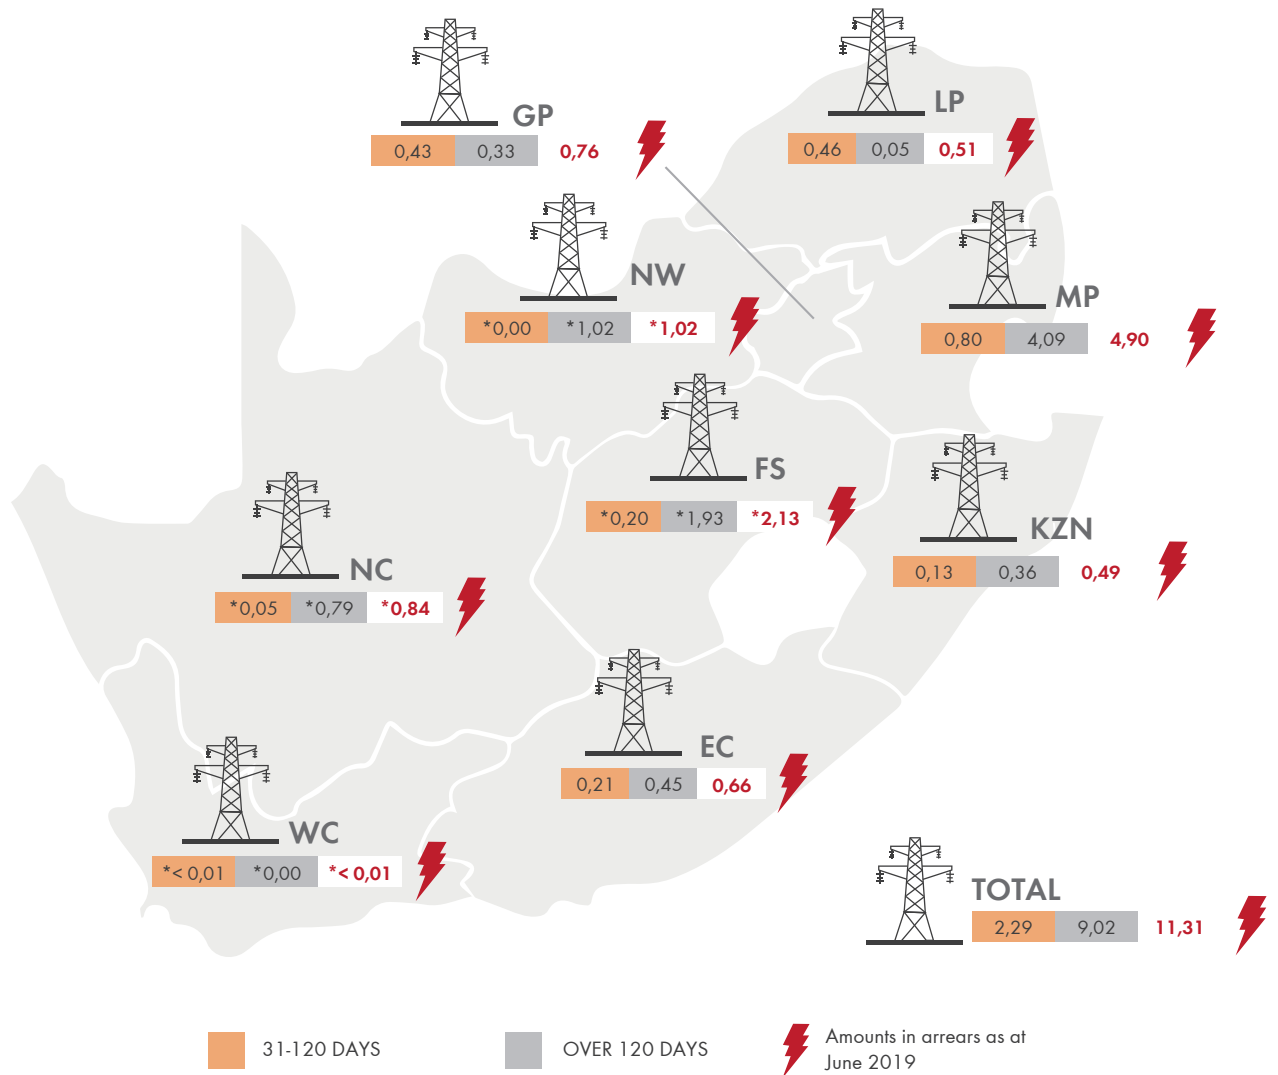 GP
0,43 0,33 0,76
LP
0,46 0,05 0,51
NW
*0,00 *1,02 *1,02
MP
0,80 4,09 4,90
FS
*0,20 *1,93 *2,13
KZN
0,13 0,36 0,49
NC
*0,05 *0,79 *0,84
EC
0,21 0,45 0,66
WC
*< 0,01 *0,00 *< 0,01
TOTAL
2,29 9,02 11,31
31-120 DAYS
OVER 120 DAYS
Amounts in arrears as at
June 2019